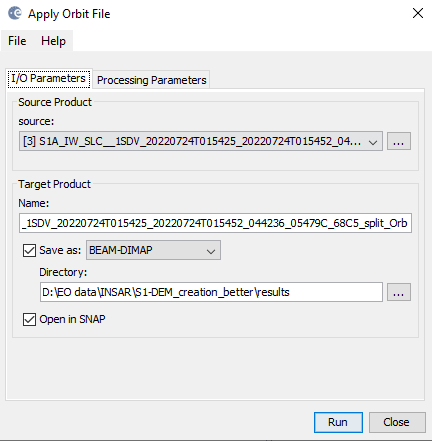 Apply Orbit File
File Help
I/O Parameters Processing Parameters
Source Product
source:
[3] S1A_IW_SLC__1SDV_20220724T015425_20220724T015452_04... ...
Target Product
Name:
_1SDV_20220724T015425_20220724T015452_044236_05479C_68C5_split_Orb
Save as: BEAM-DIMAP
Directory:
D:\EO data\INSAR\S1-DEM_creation_better\results ...
Open in SNAP
Run Close